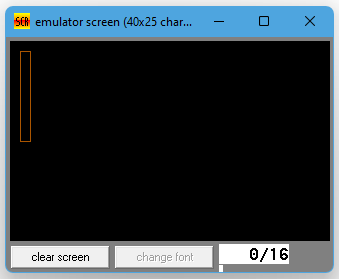 emulator screen (40x25 char...
clear screen
change font
0/16